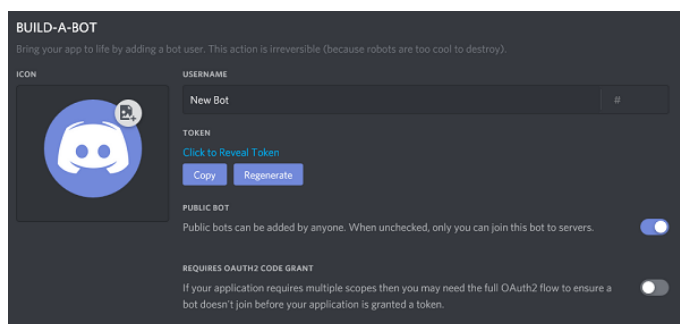 BUILD-A-BOT
Bring your app to life by adding a bot user. This action is irreversible (because robots are too cool to destroy).
ICON
USERNAME
New Bot #
TOKEN
Click to Reveal Token
Copy Regenerate
PUBLIC BOT
Public bots can be added by anyone. When unchecked, only you can join this bot to servers.
REQUIRES OAUTH2 CODE GRANT
If your application requires multiple scopes then you may need the full OAuth2 flow to ensure a
bot doesn't join before your application is granted a token.